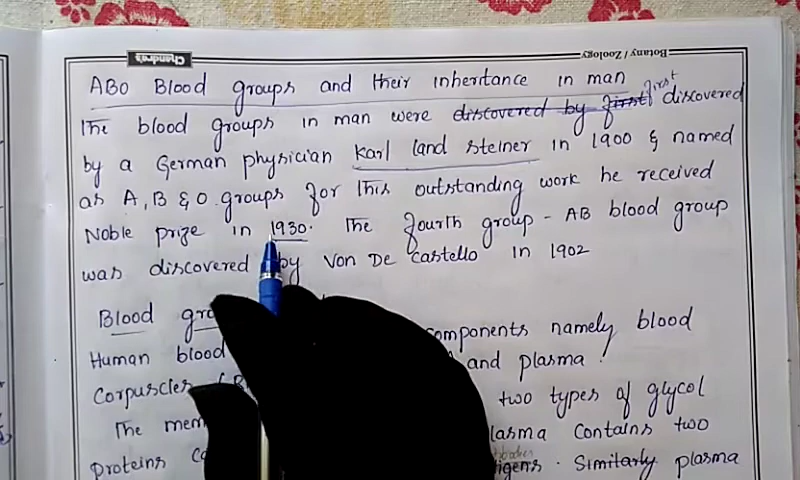 Chandra's
Botany / Zoology
ABO Blood groups and their inheritance in man
The blood groups in man were discovered by first first discovered
by a German physician Karl land steiner in 1900 & named
as A, B & O groups for this outstanding work he received
Noble prize in 1930. The fourth group - AB blood group
was discovered by Von De Castello in 1902
Blood
Human blood components namely blood
Corpuscles and plasma.
The two types of glycol
proteins plasma contains two
Similarly plasma